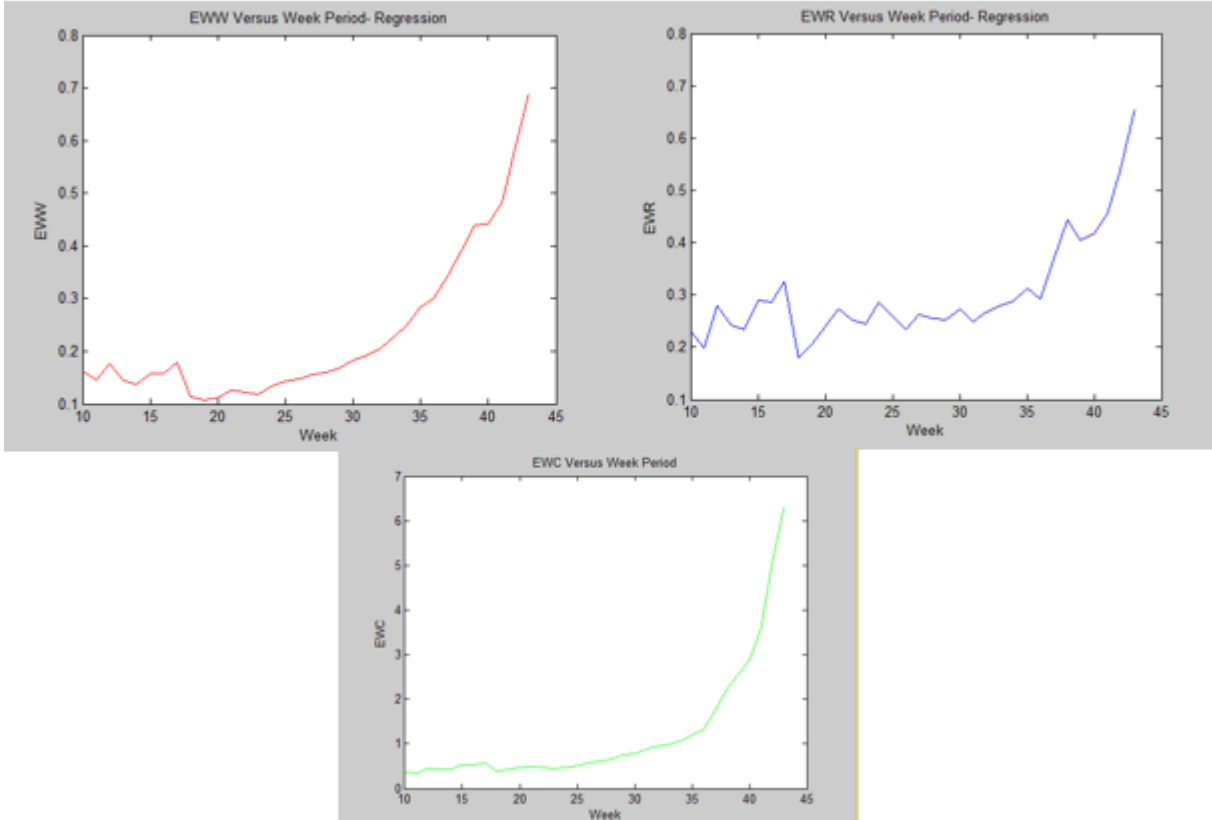 EWW Versus Week Period- Regression
0.8
0.7
0.6
0.5
0.4
0.3
0.2
0.1
EWW
10 15 20 25 30 35 40 45
Week
EWR Versus Week Period- Regression
0.8
0.7
0.6
0.5
0.4
0.3
0.2
0.1
EWR
10 15 20 25 30 35 40 45
Week
EWC Versus Week Period
7
6
5
4
3
2
1
0
EWC
10 15 20 25 30 35 40 45
Week